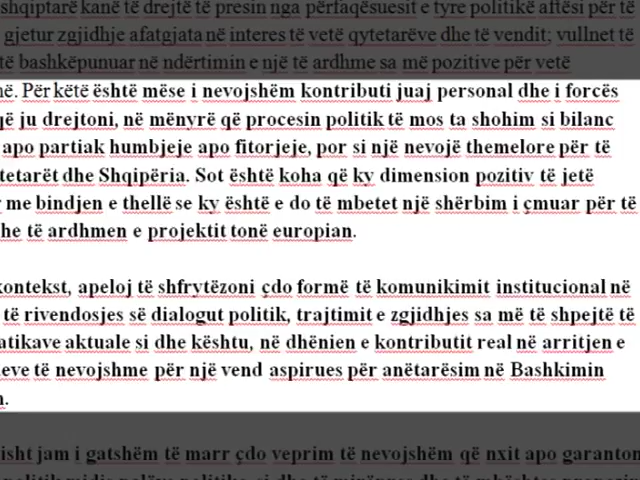 shqiptarë kanë të drejtë të presin nga përfaqësuesit e tyre politikë aftësi për të
gjetur zgjidhje afatgjata në interes të vetë qytetarëve dhe të vendit; vullnet të
të bashkëpunuar në ndërtimin e një të ardhme sa më pozitive për vetë
Për këtë është mëse i nevojshëm kontributi juaj personal dhe i forcës
që ju drejtoni, në mënyrë që procesin politik të mos ta shohim si bilanc
apo partiak humbjeje apo fitorjeje, por si një nevojë themelore për të
tetarët dhe Shqipëria. Sot është koha që ky dimension pozitiv të jetë
me bindjen e thellë se ky është e do të mbetet një shërbim i çmuar për të
he të ardhmen e projektit tonë europian.
kontekst, apeloj të shfrytëzoni çdo formë të komunikimit institucional në
të rivendosjes së dialogut politik, trajtimit e zgjidhjes sa më të shpejtë të
atikave aktuale si dhe kështu, në dhënien e kontributit real në arritjen e
eve të nevojshme për një vend aspirues për anëtarësim në Bashkimin
isht jam i gatshëm të marr çdo veprim të nevojshëm që nxit apo garanton